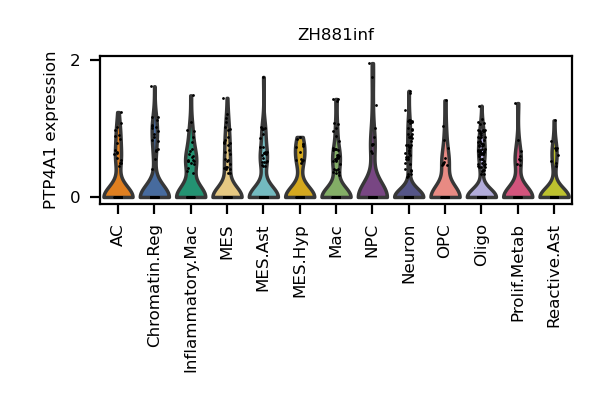 ZH881inf
PTP4A1 expression
2
0
AC
Chromatin.Reg
Inflammatory.Mac
MES
MES.Ast
MES.Hyp
Mac
NPC
Neuron
OPC
Oligo
Prolif.Metab
Reactive.Ast